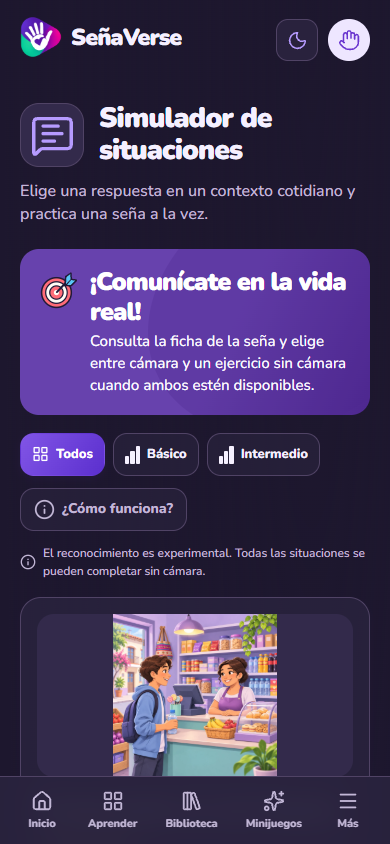 SeñaVerse
Simulador de
situaciones
Elige una respuesta en un contexto cotidiano y
practica una seña a la vez.
¡Comunícate en la vida
real!
Consulta la ficha de la seña y elige
entre cámara y un ejercicio sin cámara
cuando ambos estén disponibles.
Todos
Básico
Intermedio
¿Cómo funciona?
El reconocimiento es experimental. Todas las situaciones se
pueden completar sin cámara.
Inicio
Aprender
Biblioteca
Minijuegos
Más